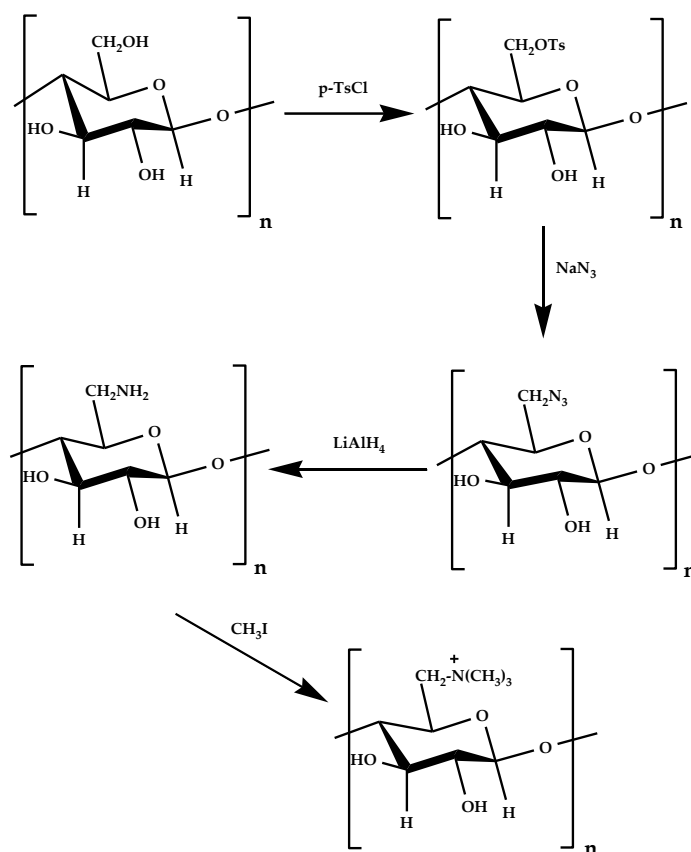 CH₂OH
O
HO
O
OH
H
H
n
p-TsCl
CH₂OTs
O
HO
O
OH
H
H
n
NaN₃
CH₂N₃
O
HO
O
OH
H
H
n
LiAlH₄
CH₂NH₂
O
HO
O
OH
H
H
n
CH₃I
+
CH₂-N(CH₃)₃
O
HO
O
OH
H
H
n